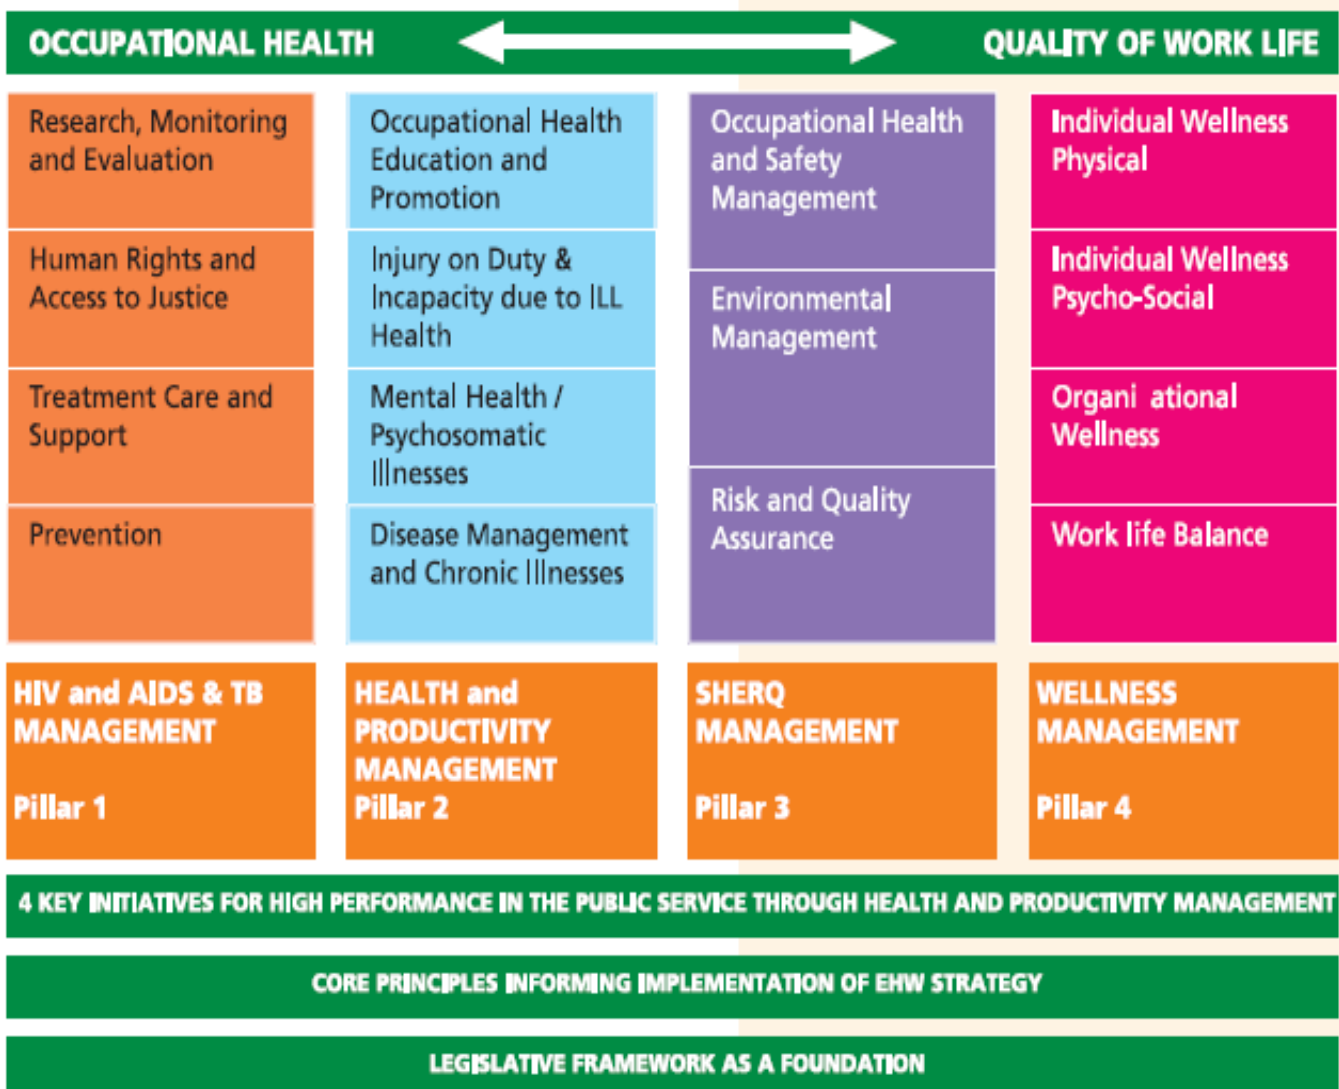 OCCUPATIONAL HEALTH
QUALITY OF WORK LIFE
Research, Monitoring
and Evaluation
Human Rights and
Access to Justice
Treatment Care and
Support
Prevention
Occupational Health
Education and
Promotion
Injury on Duty &
Incapacity due to ILL
Health
Mental Health /
Psychosomatic
Illnesses
Disease Management
and Chronic Illnesses
Occupational Health
and Safety
Management
Environmental
Management
Risk and Quality
Assurance
Individual Wellness
Physical
Individual Wellness
Psycho-Social
Organi ational
Wellness
Work life Balance
HIV and AIDS & TB
MANAGEMENT
Pillar 1
HEALTH and
PRODUCTIVITY
MANAGEMENT
Pillar 2
SHERQ
MANAGEMENT
Pillar 3
WELLNESS
MANAGEMENT
Pillar 4
4 KEY INITIATIVES FOR HIGH PERFORMANCE IN THE PUBLIC SERVICE THROUGH HEALTH AND PRODUCTIVITY MANAGEMENT
CORE PRINCIPLES INFORMING IMPLEMENTATION OF EHW STRATEGY
LEGISLATIVE FRAMEWORK AS A FOUNDATION